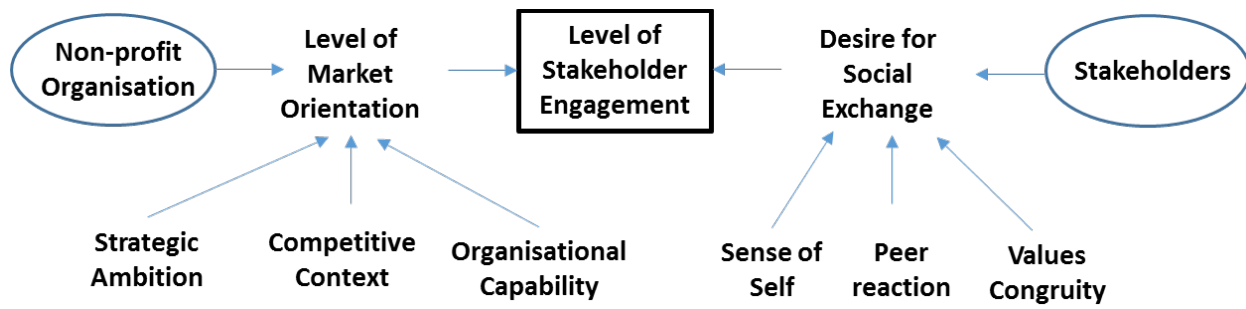 Non-profit
Organisation
Level of
Market
Orientation
Level of
Stakeholder
Engagement
Desire for
Social
Exchange
Stakeholders
Strategic
Ambition
Competitive
Context
Organisational
Capability
Sense of
Self
Peer
reaction
Values
Congruity